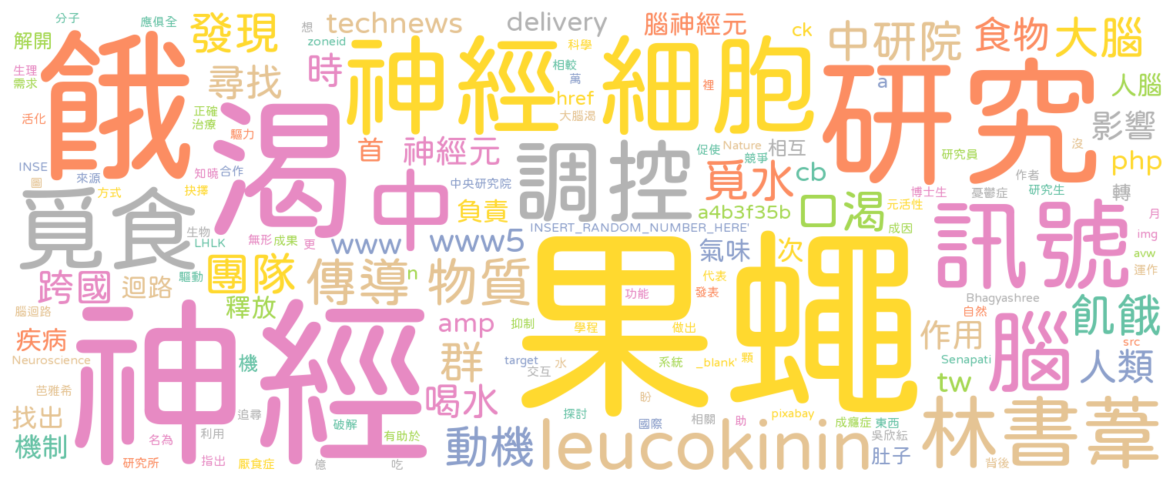 分子 應俱全 technews delivery 腦神經元 ck 中研院 食物 大腦
解開 餓 發現 想 神經 細胞 科學
zoneid 時 相較 研究
生理 需求 尋找 萬 裡 a 人腦
href 大腦渴
活化 正確 治療 渴 驅力 首 神經元 調控 促使 Nature 相互 研究員 影響 沒
INSE 來源 知曉 合作 競爭 覓水 cb 作者 php
圖 方式 抉擇 中 中央研究院 博士生 憂鬱症 研究生 轉
覓食 負責 a4b3f35b 口渴 元活性 訊號 月
生物 無形 成果 更 www www5 INSERT_RANDOM_NUMBER_HERE' 成因 img
LHLK 氣味 次 avw
跨國 迴路 驅動 團隊 傳導 n 物質 果蠅 代表 運作
腦迴路 釋放 功能 發表 Bhagyashree 飢餓
神經 amp 抑制 學程 做出 自然 腦
疾病 作用 src
Neuroscience 機 群 target 交互 水 系統 _blank' 顆 Senapati 人類
芭雅希 喝水 盼 tw
找出 追尋 探討 國際 相關 助 pixabay 成癮症 東西 林書葦
機制 名為 利用 破解 有助於 動機 leucokinin 吳欣紜
研究所 指出 厭食症 億 吃 肚子 背後